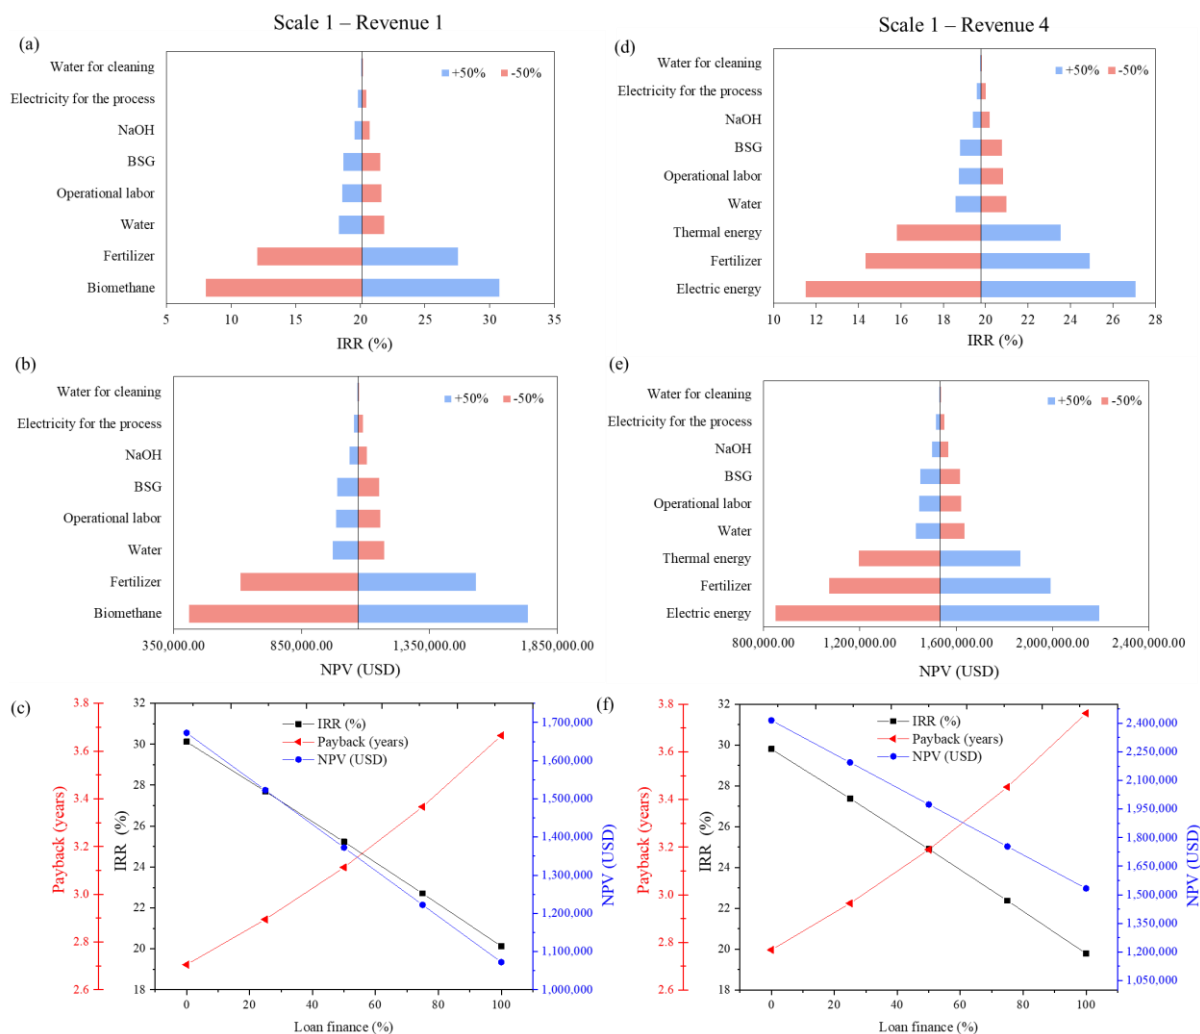 Scale 1 – Revenue 1
(a)
+50% -50%
Water for cleaning
Electricity for the process
NaOH
BSG
Operational labor
Water
Fertilizer
Biomethane
5 10 15 20 25 30 35
IRR (%)
(b)
+50% -50%
Water for cleaning
Electricity for the process
NaOH
BSG
Operational labor
Water
Fertilizer
Biomethane
350,000.00 850,000.00 1,350,000.00 1,850,000.00
NPV (USD)
(c)
Payback (years)
3.8
3.6
3.4
3.2
3.0
2.8
2.6
IRR (%)
32
30
28
26
24
22
20
18
IRR (%)
Payback (years)
NPV (USD)
1,700,000
1,600,000
1,500,000
1,400,000
1,300,000
1,200,000
1,100,000
1,000,000
NPV (USD)
0 20 40 60 80 100
Loan finance (%)
Scale 1 – Revenue 4
(d)
+50% -50%
Water for cleaning
Electricity for the process
NaOH
BSG
Operational labor
Water
Thermal energy
Fertilizer
Electric energy
10 12 14 16 18 20 22 24 26 28
IRR (%)
(e)
+50% -50%
Water for cleaning
Electricity for the process
NaOH
BSG
Operational labor
Water
Thermal energy
Fertilizer
Electric energy
800,000.00 1,200,000.00 1,600,000.00 2,000,000.00 2,400,000.00
NPV (USD)
(f)
Payback (years)
3.8
3.6
3.4
3.2
3.0
2.8
2.6
IRR (%)
32
30
28
26
24
22
20
18
IRR (%)
Payback (years)
NPV (USD)
2,400,000
2,250,000
2,100,000
1,950,000
1,800,000
1,650,000
1,500,000
1,350,000
1,200,000
1,050,000
NPV (USD)
0 20 40 60 80 100
Loan finance (%)